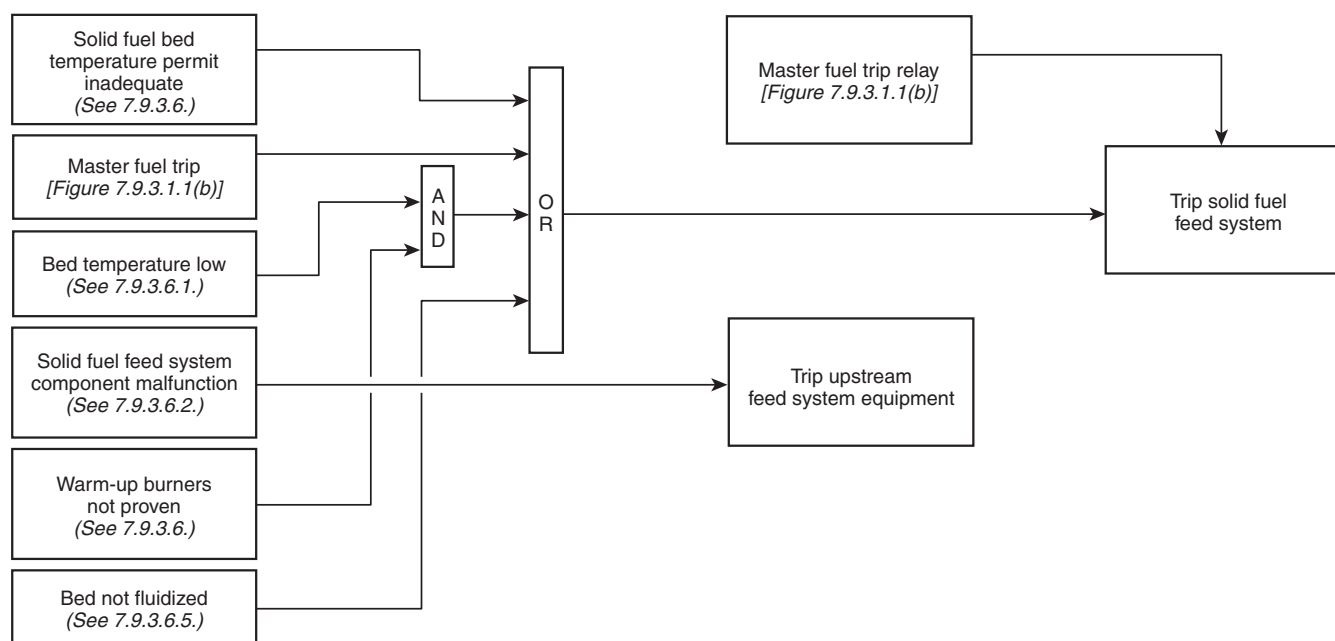 Solid fuel bed
temperature permit
inadequate
(See 7.9.3.6.)
Master fuel trip
[Figure 7.9.3.1.1(b)]
Bed temperature low
(See 7.9.3.6.1.)
Solid fuel feed system
component malfunction
(See 7.9.3.6.2.)
Warm-up burners
not proven
(See 7.9.3.6.)
Bed not fluidized
(See 7.9.3.6.5.)
A
N
D
O
R
Master fuel trip relay
[Figure 7.9.3.1.1(b)]
Trip solid fuel
feed system
Trip upstream
feed system equipment